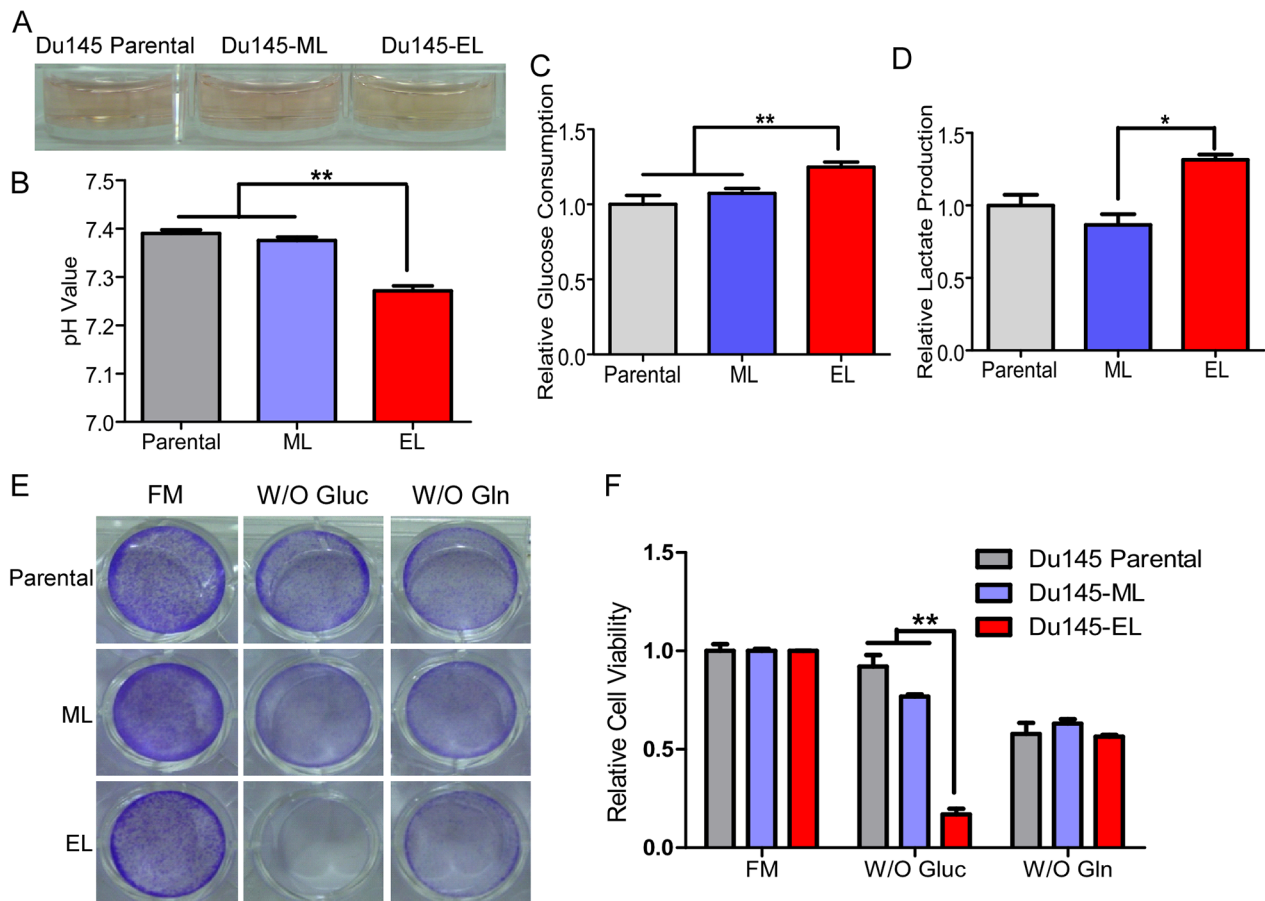 A
Du145 Parental Du145-ML Du145-EL
B
pH Value
7.5
7.4
7.3
7.2
7.1
7.0
**
Parental ML EL
C
Relative Glucose Consumption
1.5
1.0
0.5
0.0
**
Parental ML EL
D
Relative Lactate Production
1.5
1.0
0.5
0.0
*
Parental ML EL
E
FM W/O Gluc W/O Gln
Parental
ML
EL
F
Relative Cell Viability
1.5
1.0
0.5
0.0
**
Du145 Parental
Du145-ML
Du145-EL
FM W/O Gluc W/O Gln